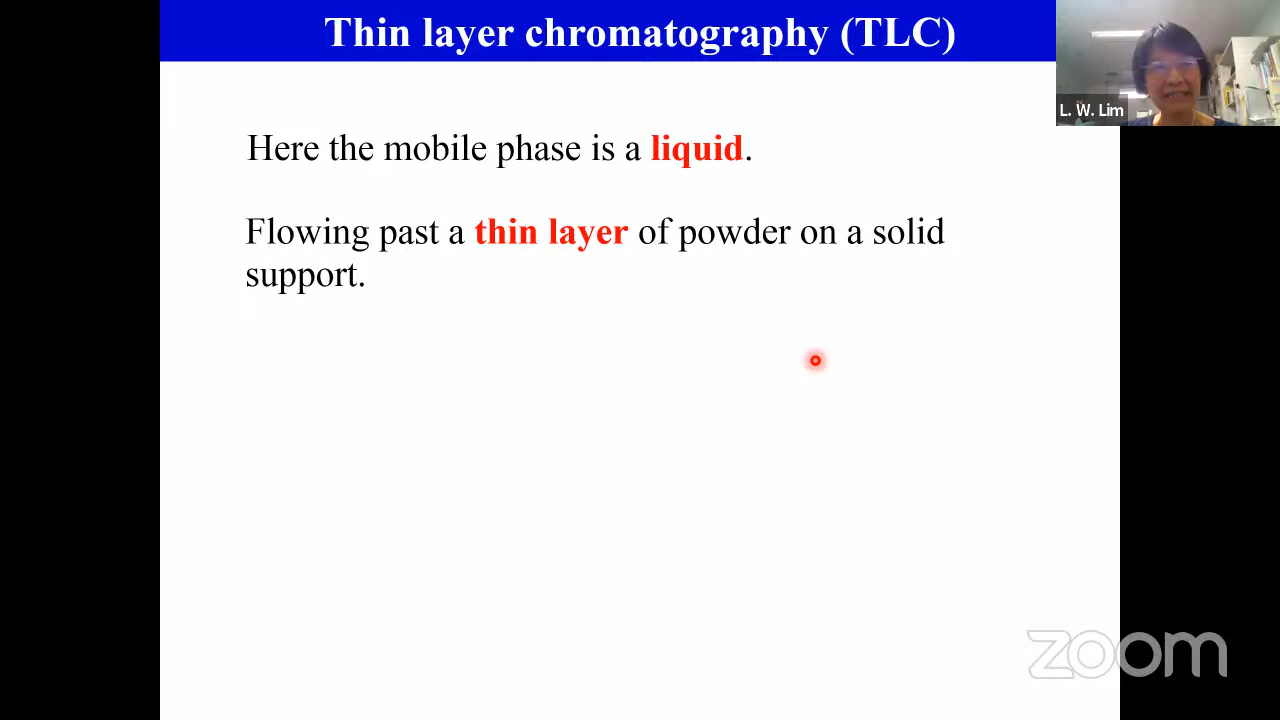 Thin layer chromatography (TLC)
L. W. Lim
Here the mobile phase is a liquid.
Flowing past a thin layer of powder on a solid
support.
zoom